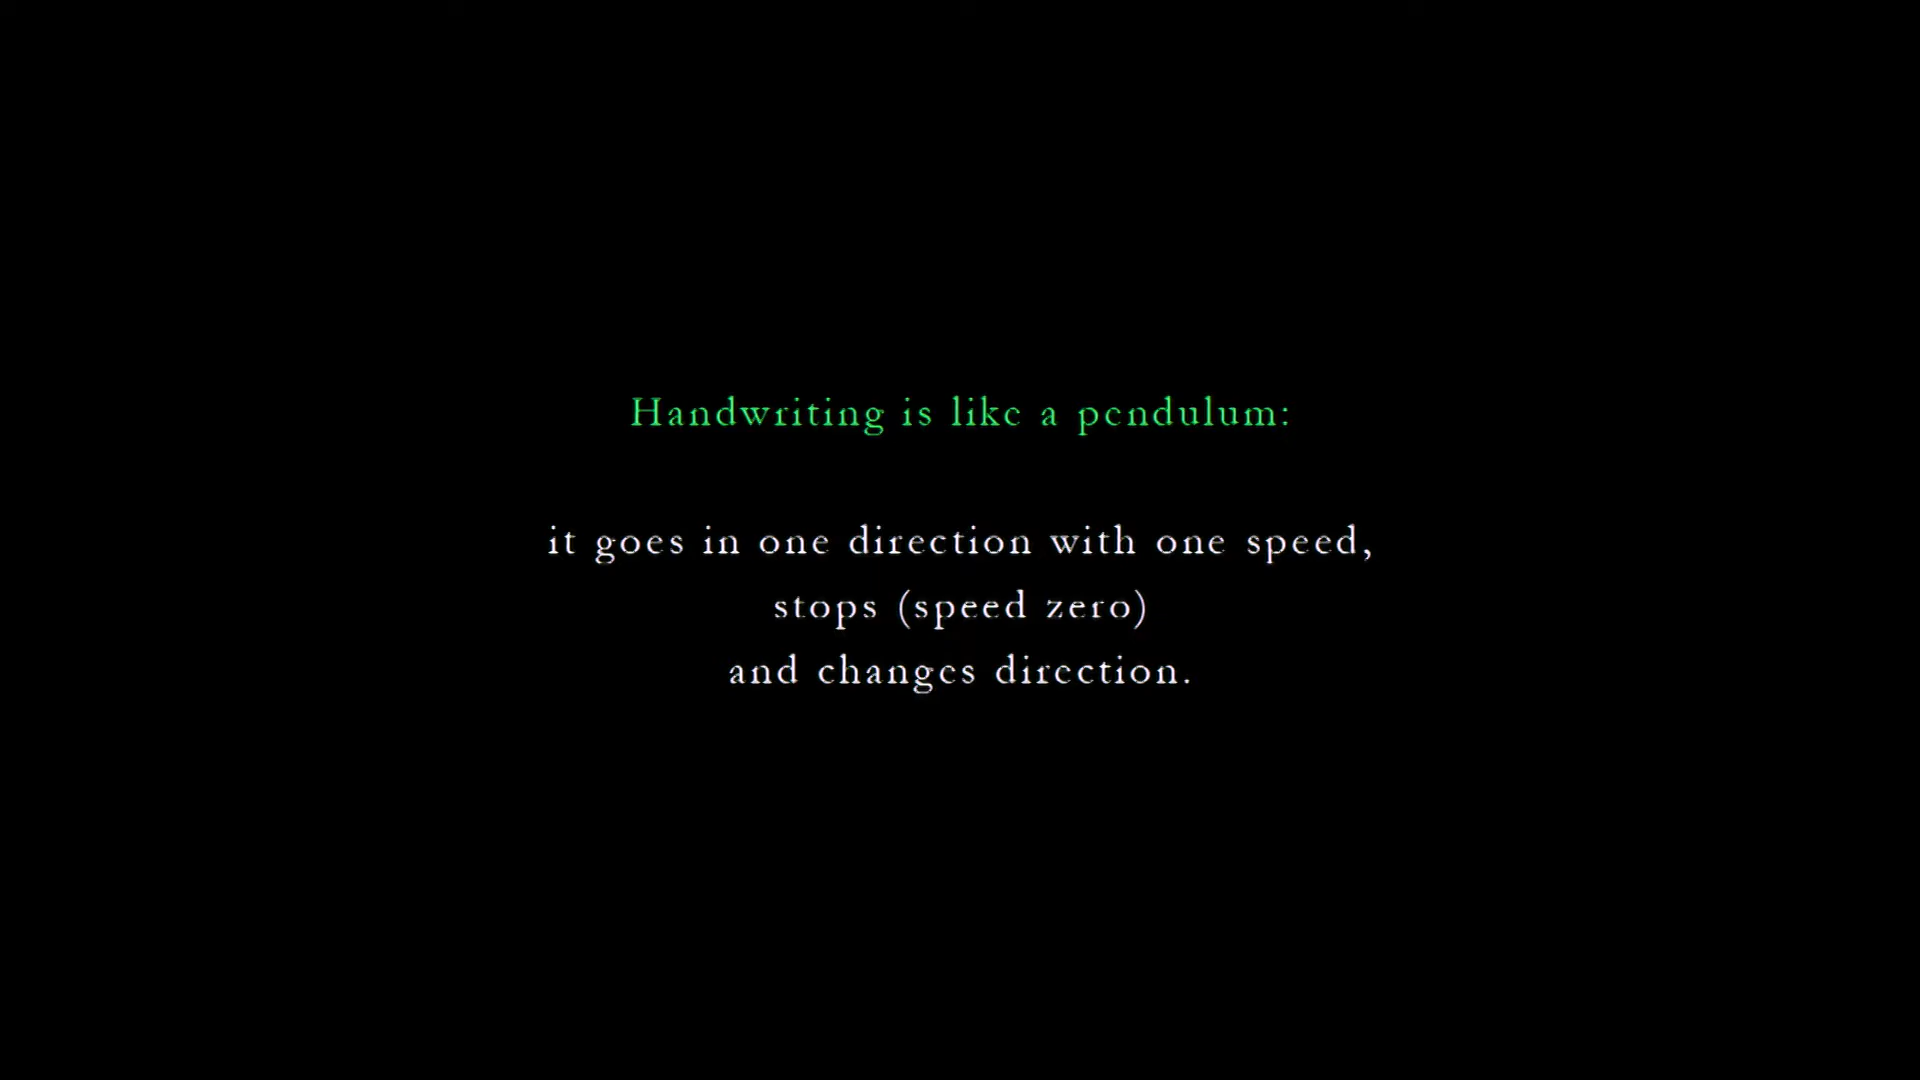 Handwriting is like a pendulum:
it goes in one direction with one speed,
stops (speed zero)
and changes direction.